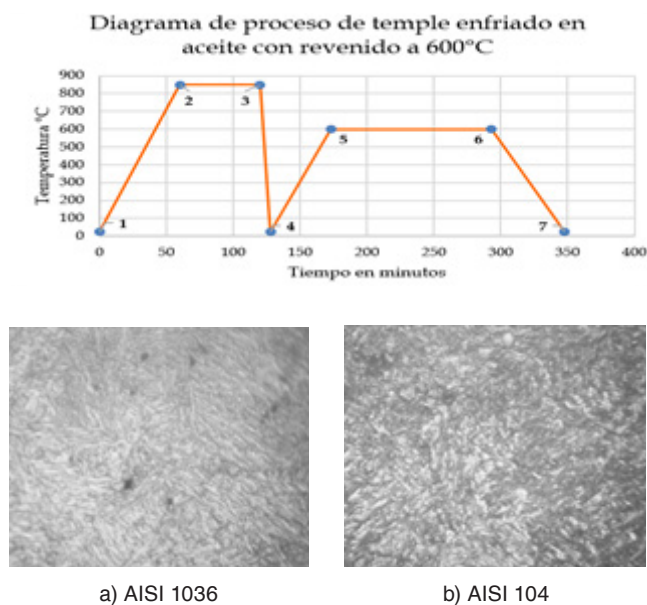 Diagrama de proceso de temple enfriado en
aceite con revenido a 600°C
Temperatura °C
900
800
700
600
500
400
300
200
100
0
1
2
3
4
5
6
7
0 50 100 150 200 250 300 350 400
Tiempo en minutos
a) AISI 1036 b) AISI 104